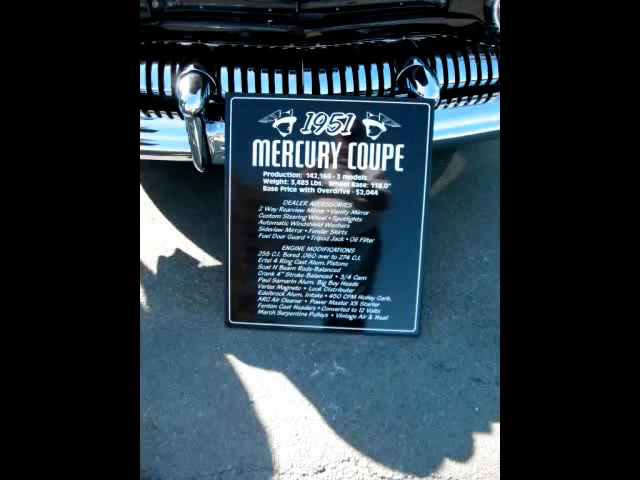 1951
MERCURY COUPE
Production: 142,168 - 3 models
Weight: 3,485 Lbs. Wheel Base: 118.0"
Base Price with Overdrive - $2,044
DEALER ACCESSORIES
2 Way Rearview Mirror • Vanity Mirror
Custom Steering Wheel • Spotlights
Automatic Windshield Washers
Sideview Mirror • Fender Skirts
Fuel Door Guard • Tripod Jack • Oil Filter
ENGINE MODIFICATIONS
255 C.I. Bored .060 over to 274 C.I.
Ertel 4 Ring Cast Alum. Pistons
Scat H Beam Rods-Balanced
Crank 4" Stroke-Balanced • 3/4 Cam
Paul Samarin Alum. Big Boy Heads
Vertex Magneto • Distributer
Edelbrock Alum. Intake • 450 CFM Holley Carb.
ARC Air Cleaner • Power Master XS Starter
Fenton Cast Headers • Converted to 12 Volts
March Serpentine Pulleys • Vintage Air & Heat